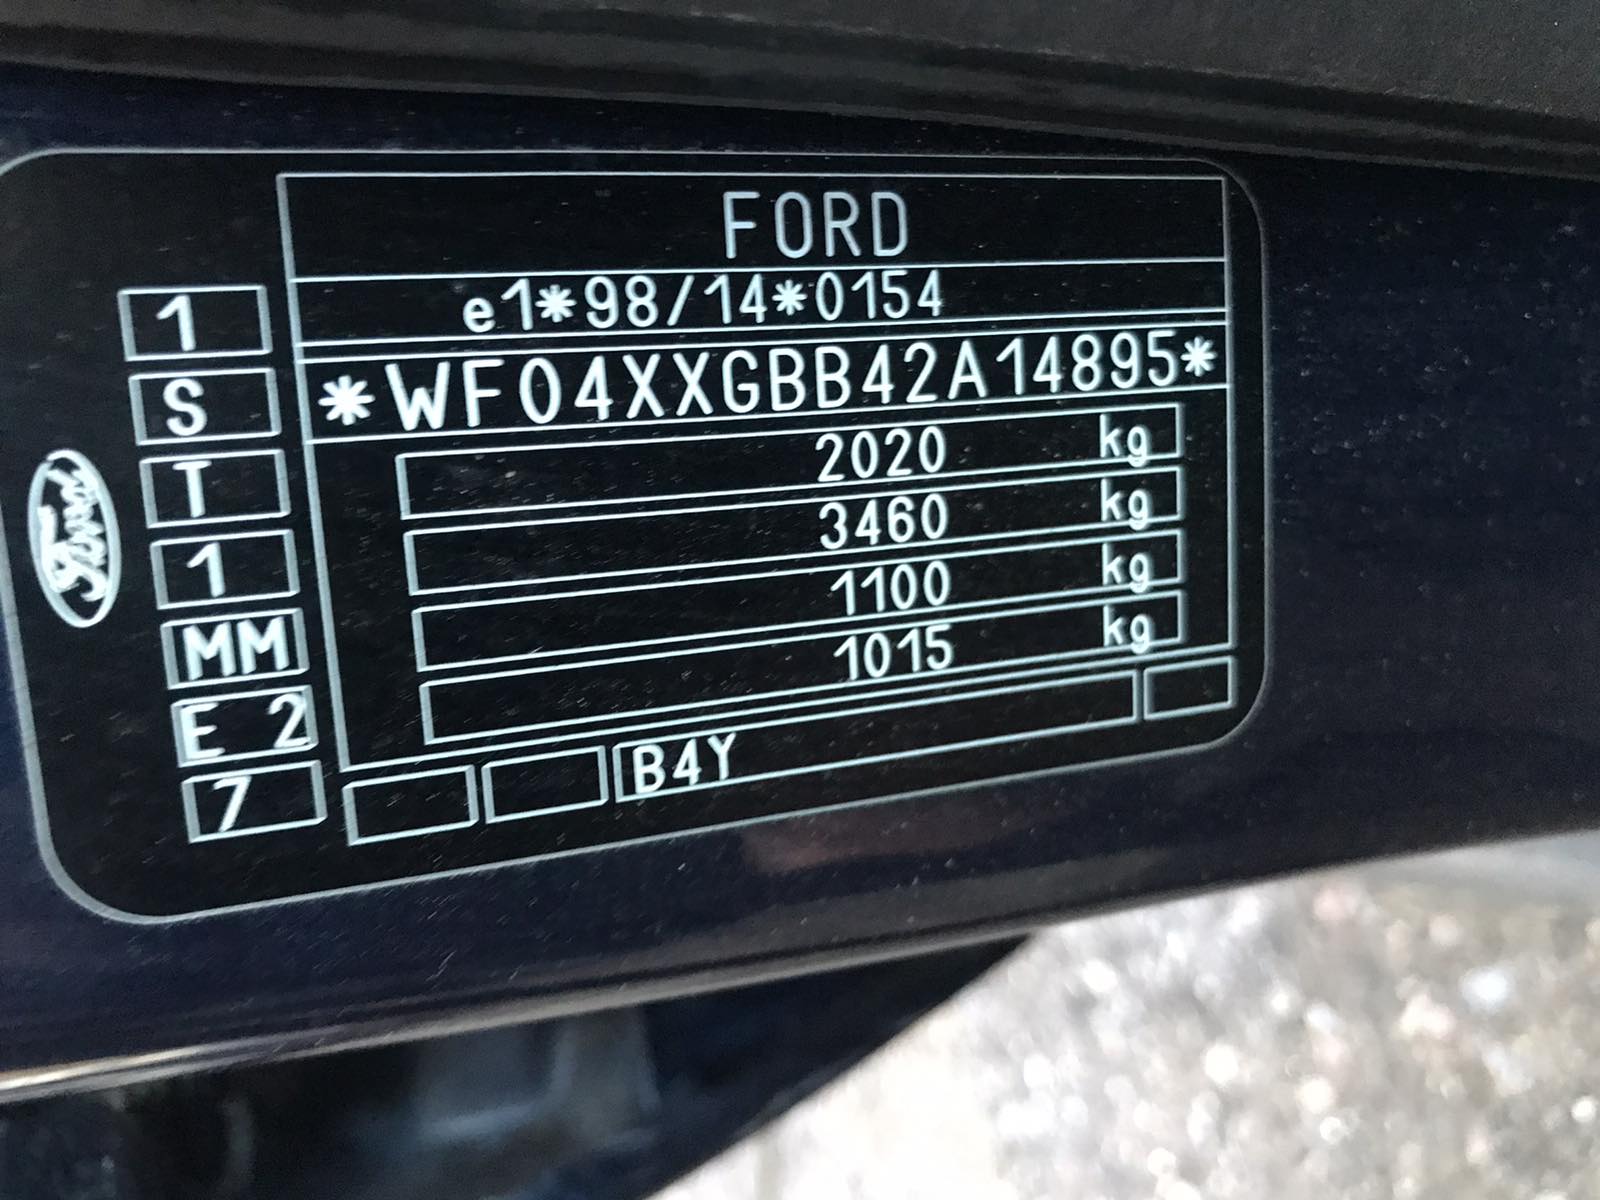 FORD
e1*98/14*0154
*WF04XXGBB42A14895*
2020 kg
3460 kg
1100 kg
1015 kg
B4Y
1
S
T
1
MM
E 2
7
Ford